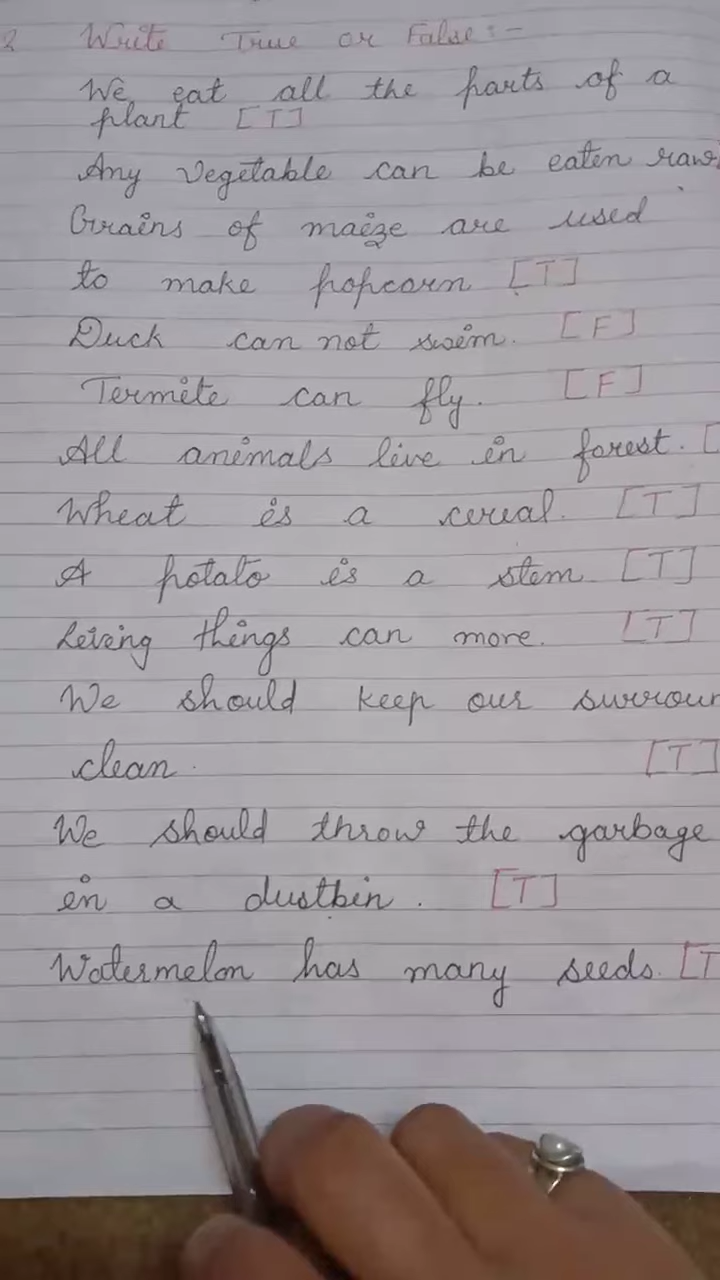 Write True or False:-
We eat all the parts of a
plant [T]
Any vegetable can be eaten raw
Grains of maize are used
to make popcorn [T]
Duck can not swim. [F]
Termite can fly. [F]
All animals live in forest. [
Wheat is a cereal. [T]
A potato is a stem [T]
Living things can more. [T]
We should keep our surroun
clean. [T]
We should throw the garbage
in a dustbin. [T]
Watermelon has many seeds. [T